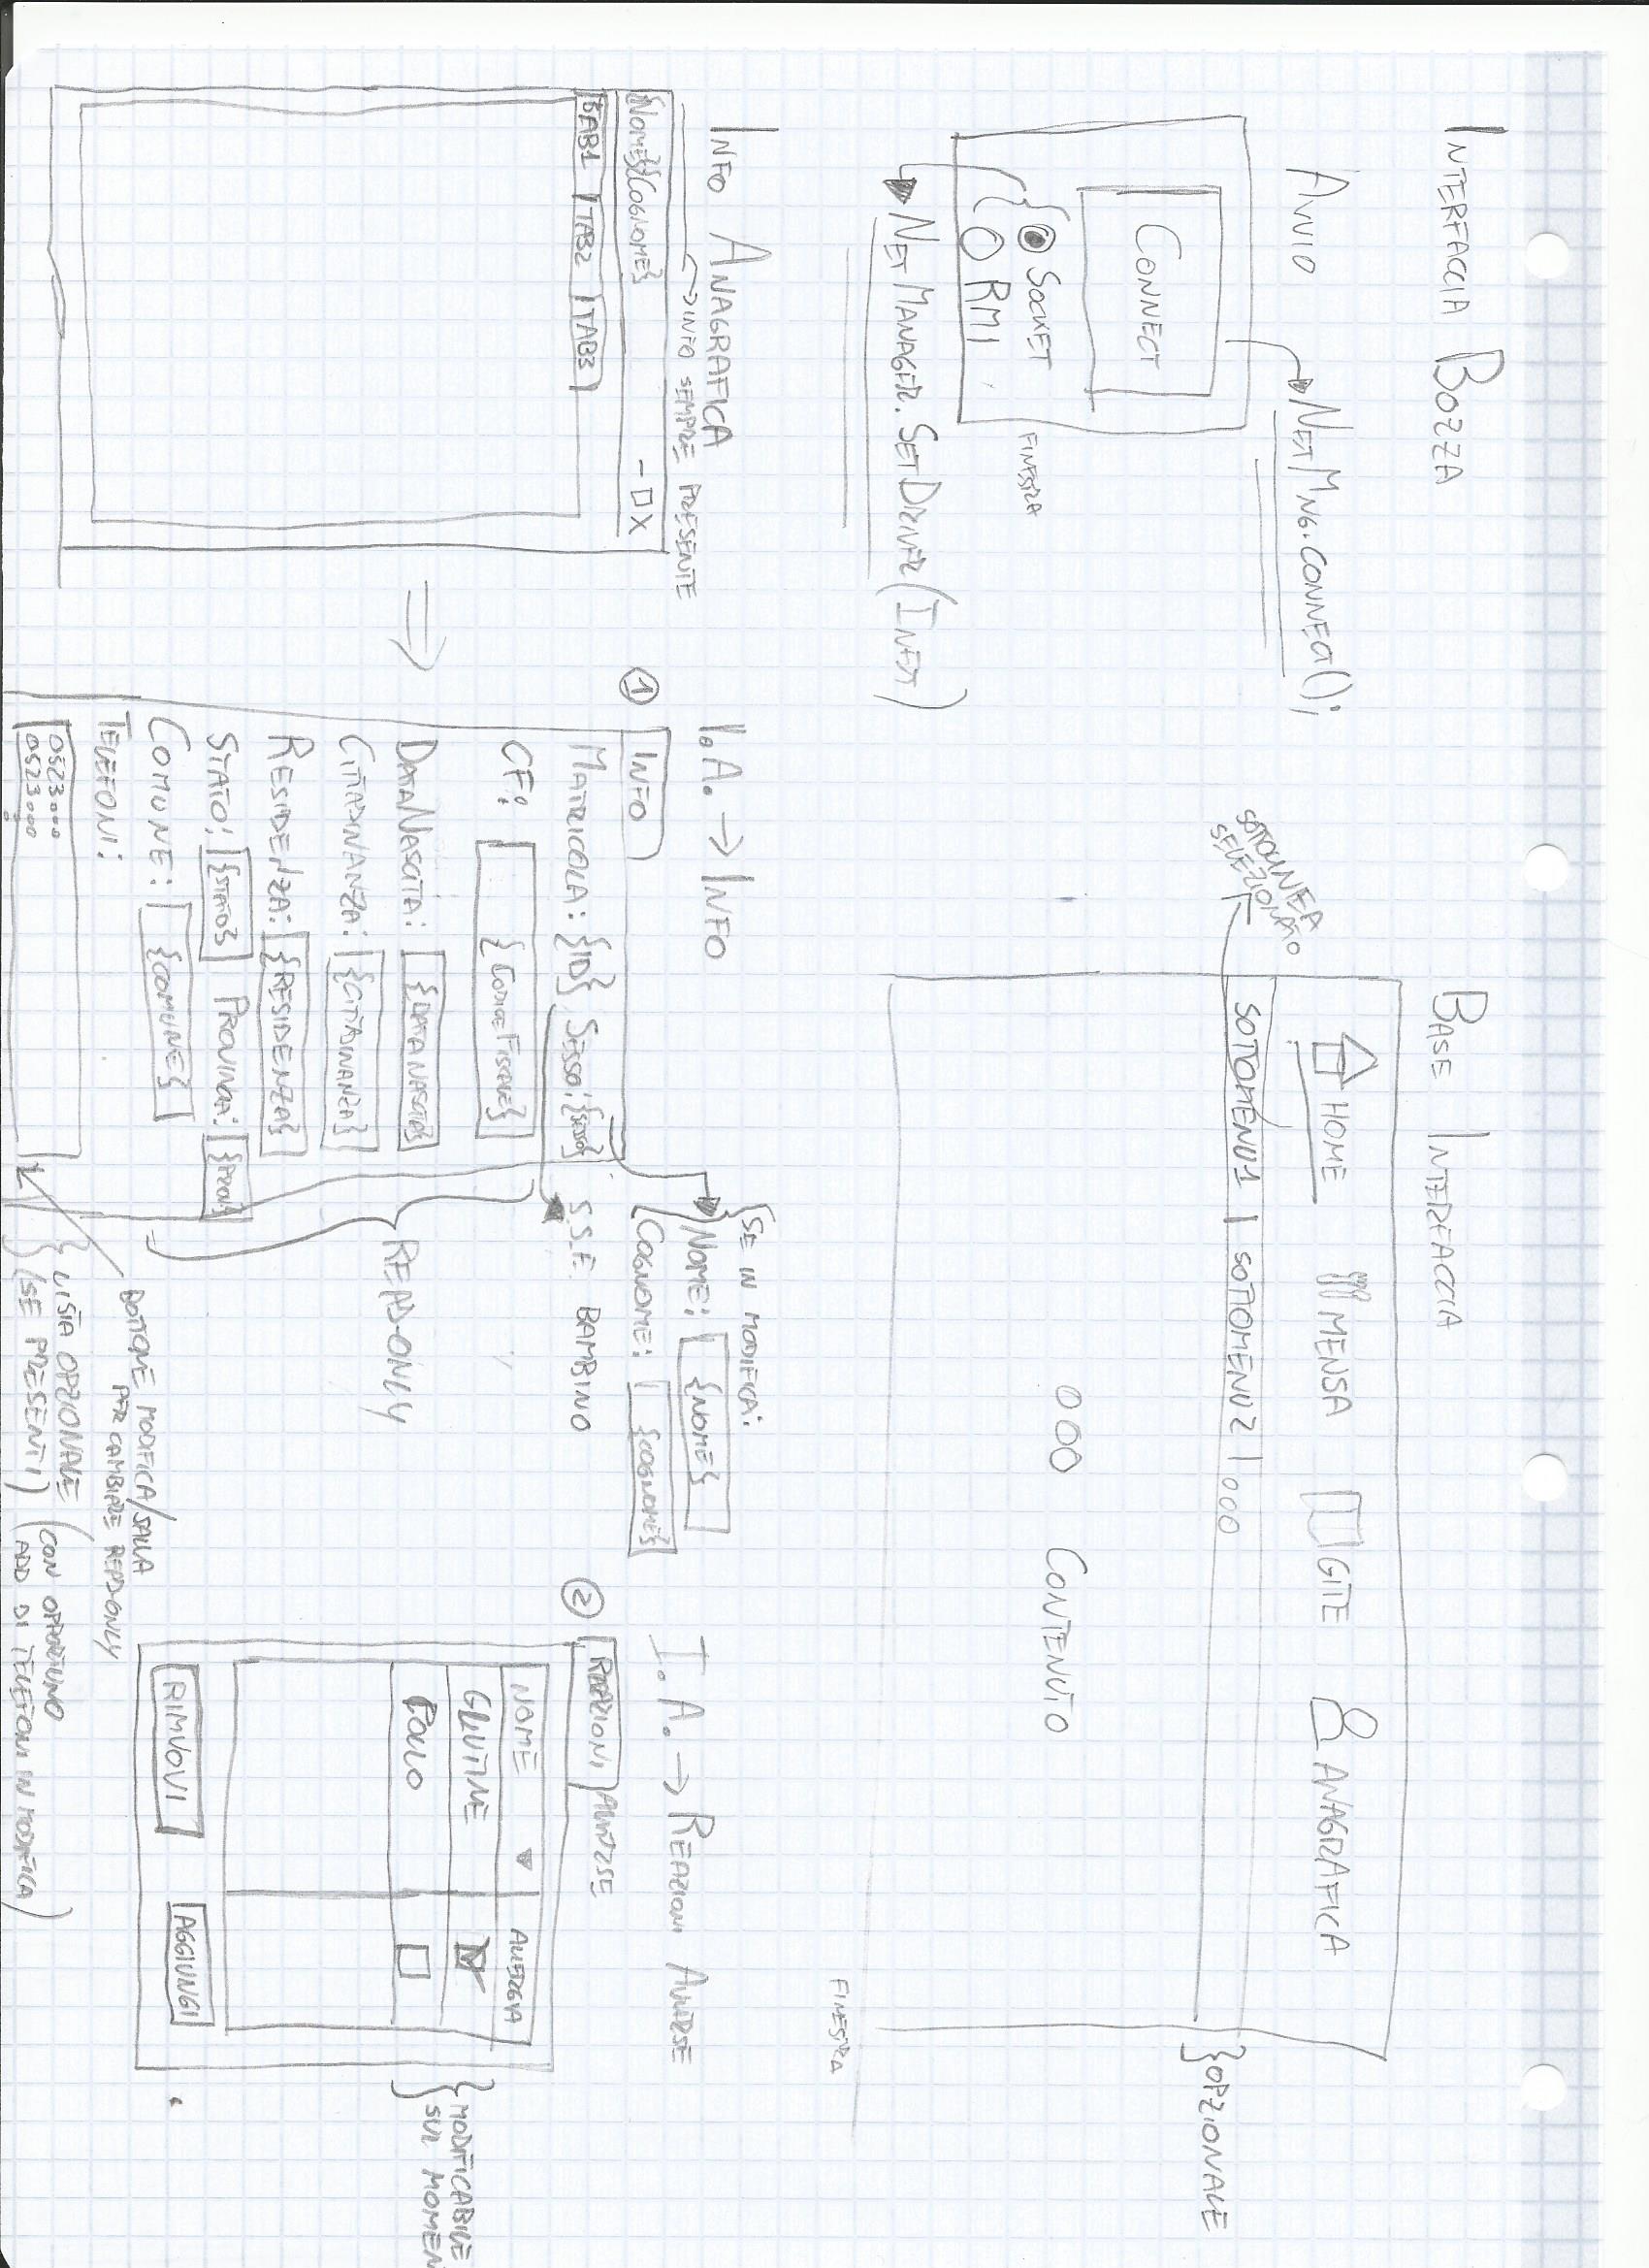 INTERFACCIA BOZZA
AVVIO
CONNECT
SOCKET
RMI
FINESTRA
NETMNG.CONNECT();
NETMANAGER.SETDRIVER(INET)
BASE INTERFACCIA
SOTTOLINEA
SELEZIONATO
HOME
MENSA
GITE
ANAGRAFICA
SOTTOMENU1 | SOTTOMENU2 | ooo
} OPZIONALE
ooo CONTENUTO
FINESTRA
INFO ANAGRAFICA
INFO SEMPRE PRESENTE
{NOME}{COGNOME} - □ X
TAB1 TAB2 TAB3
⇒
① I.A. → INFO
INFO
MATRICOLA: {ID} SESSO: {SESSO}
CF: {CODICEFISCALE}
DATANASCITA: {DATANASCITA}
CITTADINANZA: {CITTADINANZA}
RESIDENZA: {RESIDENZA}
STATO: {STATO} PROVINCIA: {PROV}
COMUNE: {COMUNE}
TELEFONI:
0523....
0523....
{SE IN MODIFICA:
NOME: {NOME}
COGNOME: {COGNOME}
S.S.E. BAMBINO
READONLY
BOTTONE MODIFICA/SALVA
PER CAMBIARE READONLY
LISTA OPZIONALE
(SE PRESENTI)
(CON OPPORTUNO
ADD DI TELEFONI IN MODIFICA)
② I.A. → REAZIONI AVVERSE
REAZIONI AVVERSE
NOME ▼ ALLERGIA
GLUTINE
POLLO
RIMUOVI AGGIUNGI
} MODIFICABILE
SUL MOMEN